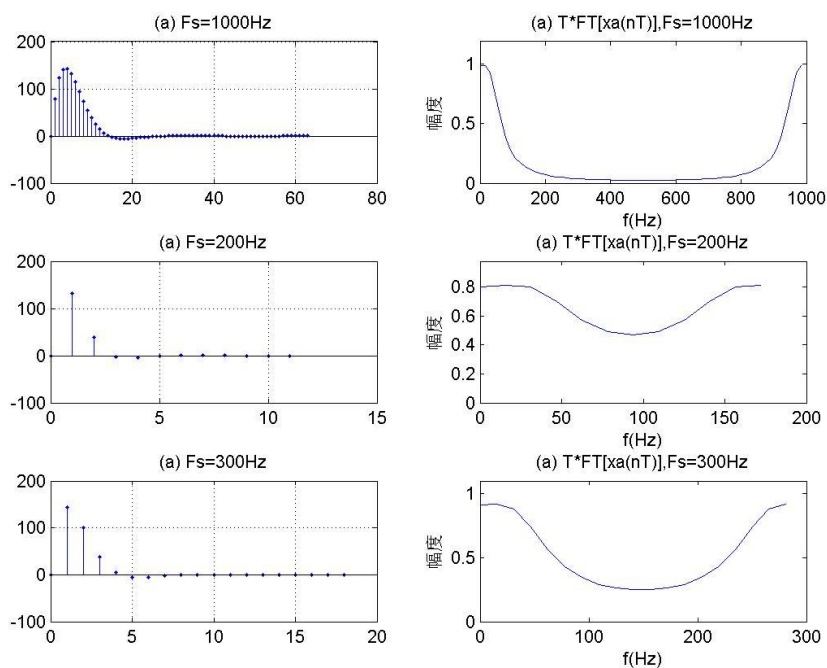 (a) Fs=1000Hz
200
100
0
-100
0 20 40 60 80
(a) T*FT[xa(nT)],Fs=1000Hz
幅度
1
0.5
0
0 200 400 600 800 1000
f(Hz)
(a) Fs=200Hz
200
100
0
-100
0 5 10 15
(a) T*FT[xa(nT)],Fs=200Hz
幅度
0.8
0.6
0.4
0.2
0
0 50 100 150 200
f(Hz)
(a) Fs=300Hz
200
100
0
-100
0 5 10 15 20
(a) T*FT[xa(nT)],Fs=300Hz
幅度
1
0.5
0
0 100 200 300
f(Hz)